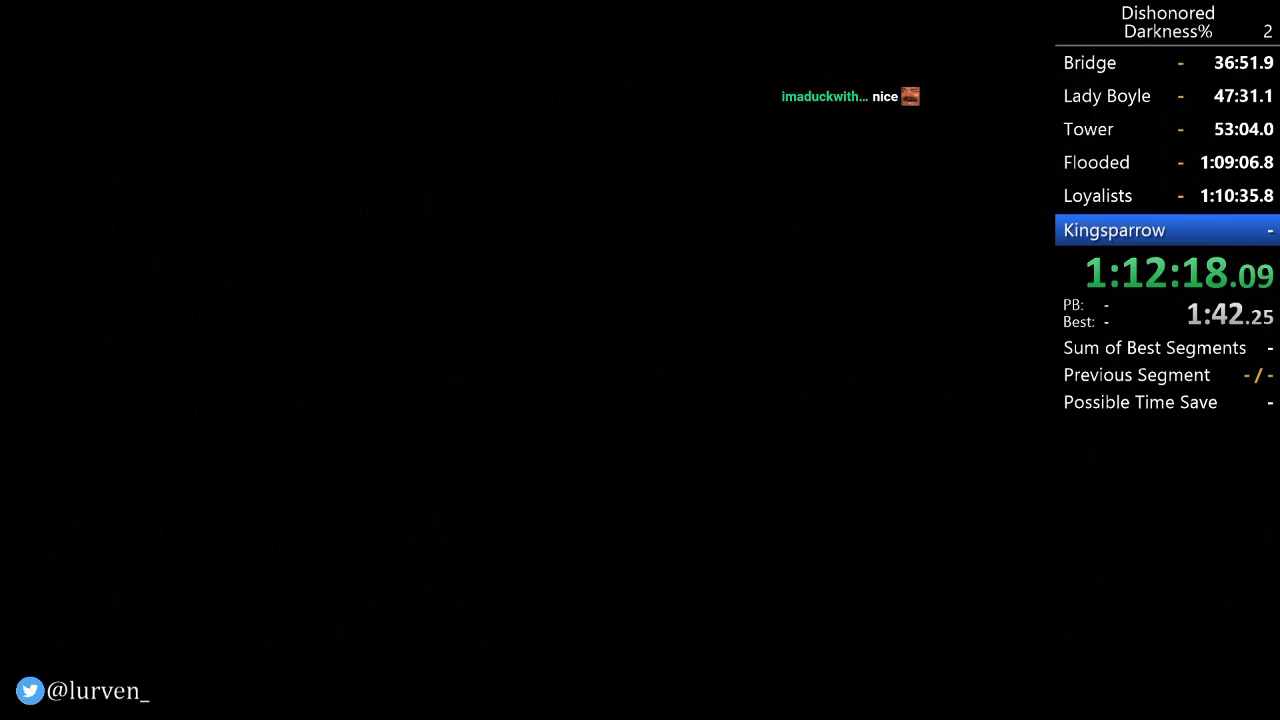 Dishonored
Darkness% 2
Bridge - 36:51.9
imaduckwith... nice
Lady Boyle - 47:31.1
Tower - 53:04.0
Flooded - 1:09:06.8
Loyalists - 1:10:35.8
Kingsparrow -
1:12:18.09
PB: -
Best: -
1:42.25
Sum of Best Segments -
Previous Segment - / -
Possible Time Save -
@lurven_